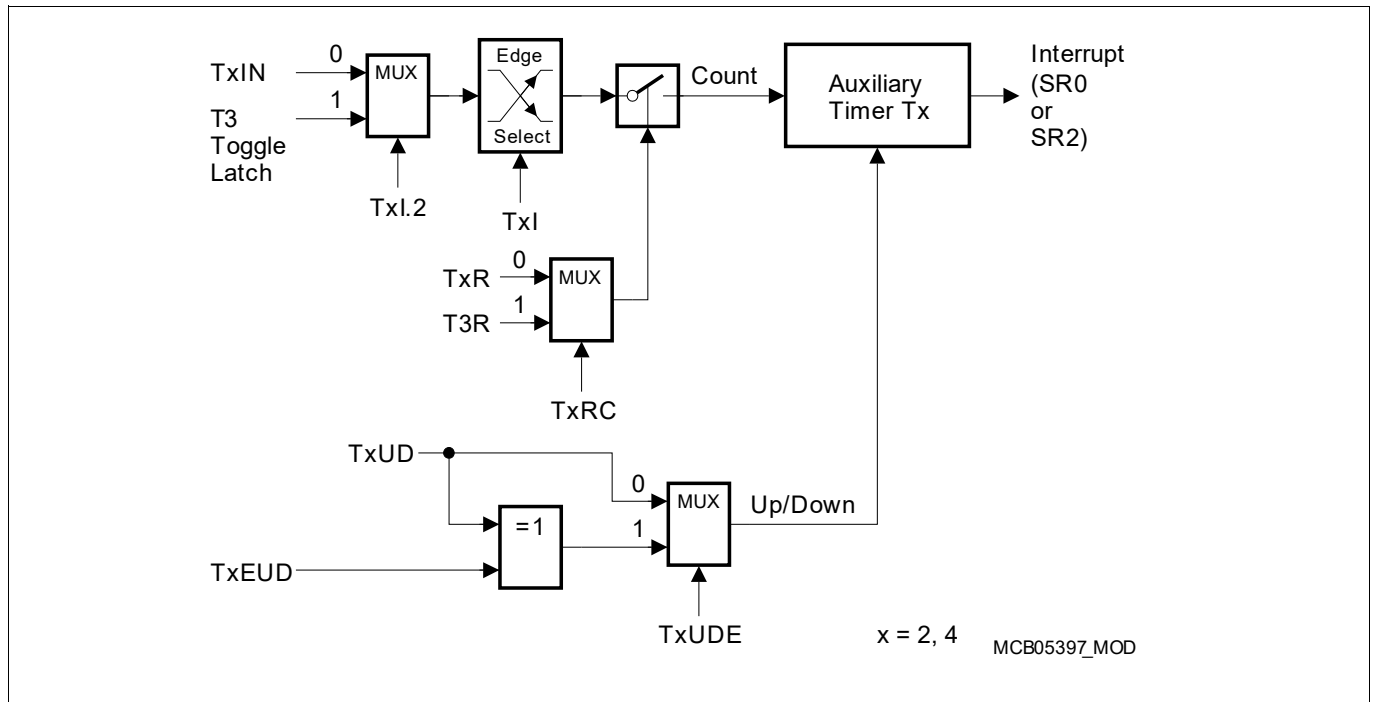 TxIN
0
MUX
T3
Toggle
Latch
1
TxI.2
Edge
Select
TxI
Count
Auxiliary
Timer Tx
Interrupt
(SR0
or
SR2)
TxR
0
MUX
T3R
1
TxRC
TxUD
0
MUX
Up/Down
=1
1
TxEUD
TxUDE
x = 2, 4
MCB05397_MOD